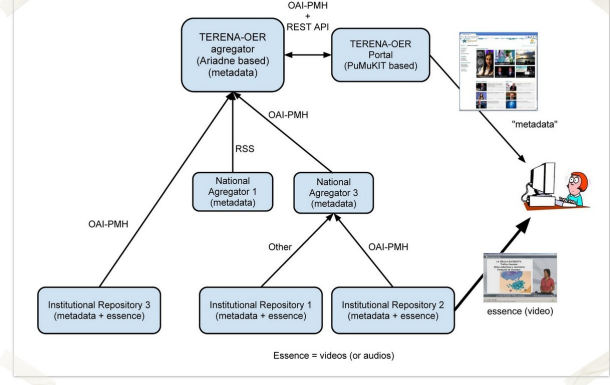 OAI-PMH
+
REST API
TERENA-OER
agregator
(Ariadne based)
(metadata)
TERENA-OER
Portal
(PuMuKIT based)
"metadata"
OAI-PMH
RSS
National
Agregator 1
(metadata)
National
Agregator 3
(metadata)
OAI-PMH
Other
OAI-PMH
Institutional Repository 3
(metadata + essence)
Institutional Repository 1
(metadata + essence)
Institutional Repository 2
(metadata + essence)
essence (video)
Essence = videos (or audios)